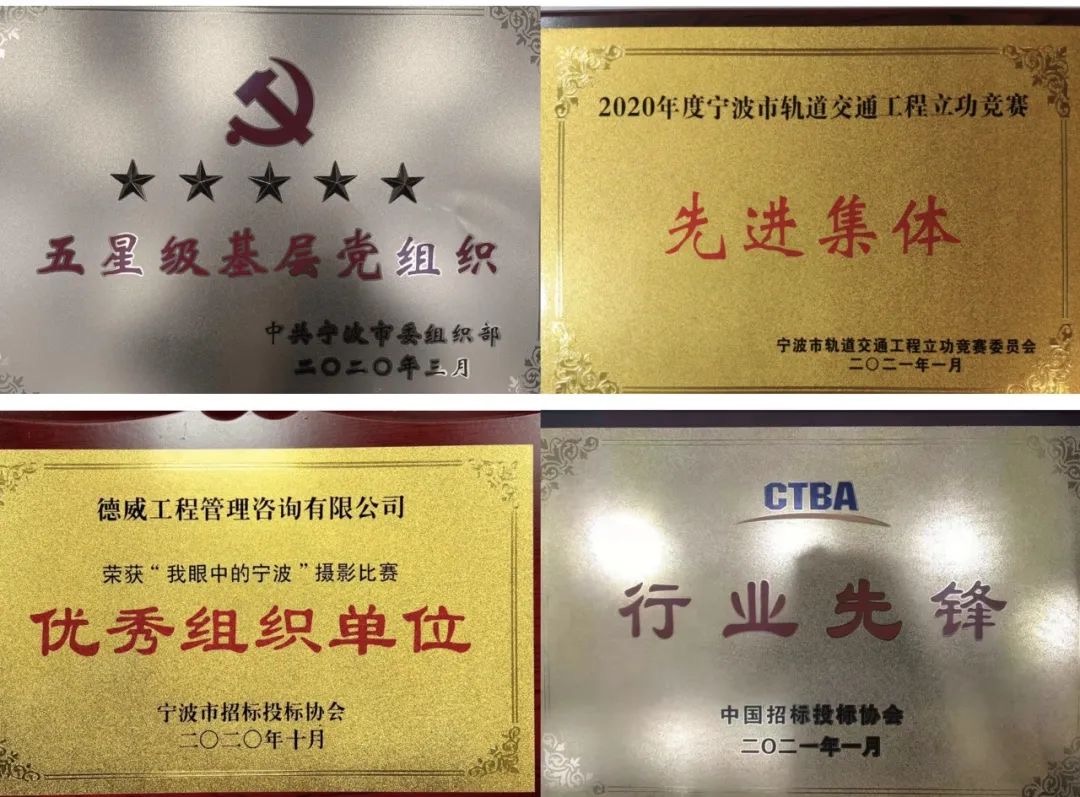 五星级基层党组织
中共宁波市委组织部
二〇二〇年三月
2020年度宁波市轨道交通工程立功竞赛
先进集体
宁波市轨道交通工程立功竞赛委员会
二〇二一年一月
德威工程管理咨询有限公司
荣获“我眼中的宁波”摄影比赛
优秀组织单位
宁波市招标投标协会
二〇二〇年十月
CTBA
行业先锋
中国招标投标协会
二〇二一年一月